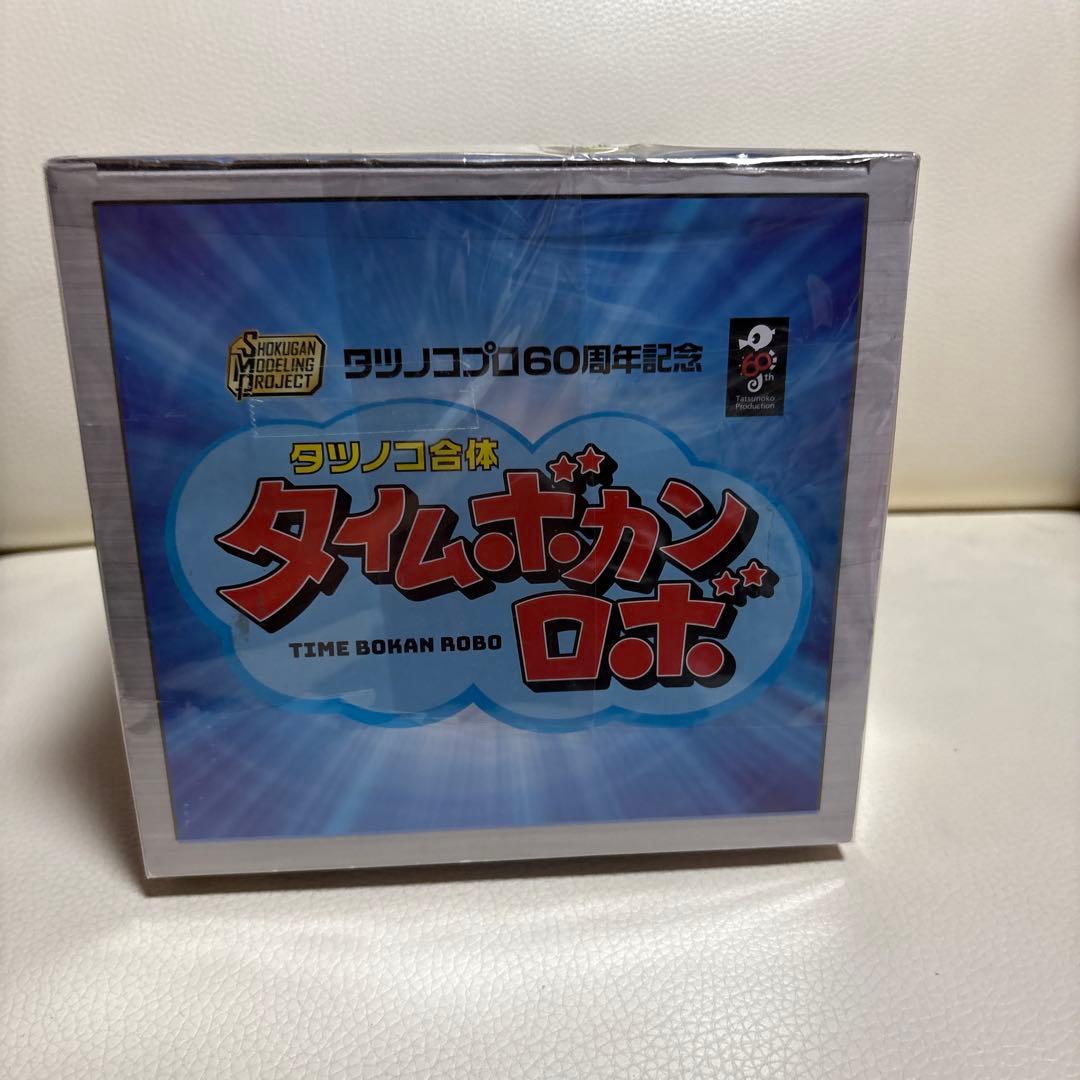 SHOKUGAN
MODELING
PROJECT
タツノコプロ60周年記念
60th
Tatsunoko
Production
タツノコ合体
タイムボカン
ロボ
TIME BOKAN ROBO